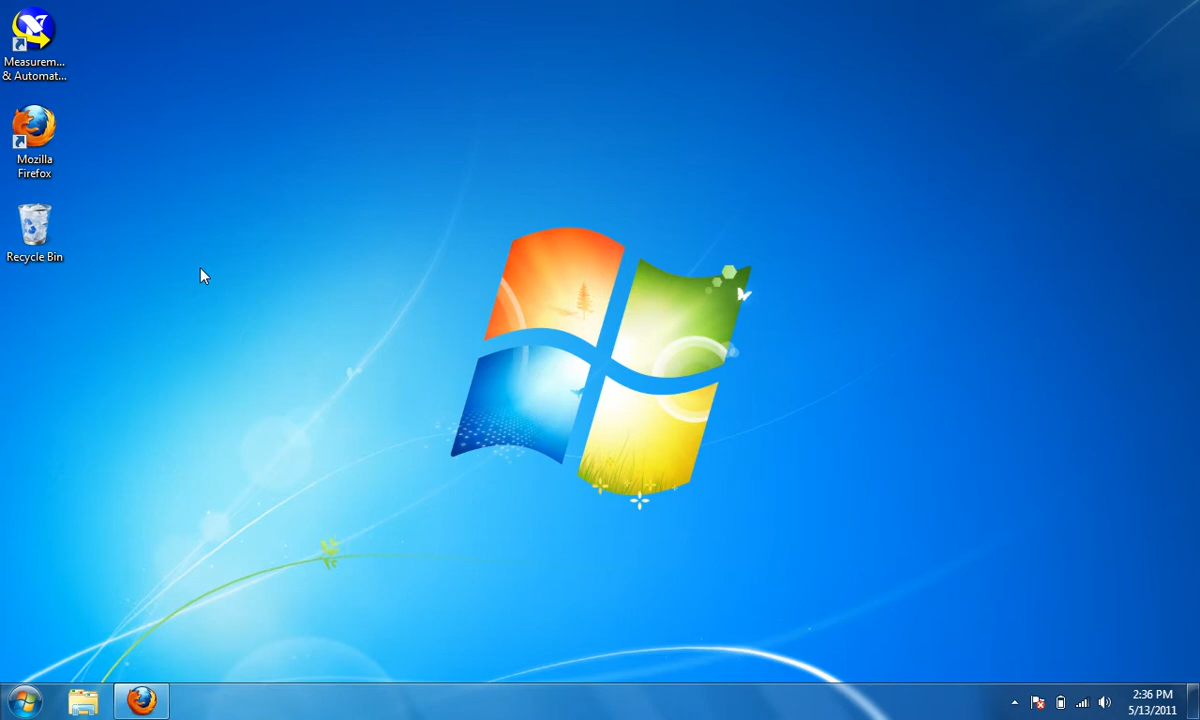 Measurem...
& Automat...
Mozilla
Firefox
Recycle Bin
2:36 PM
5/13/2011